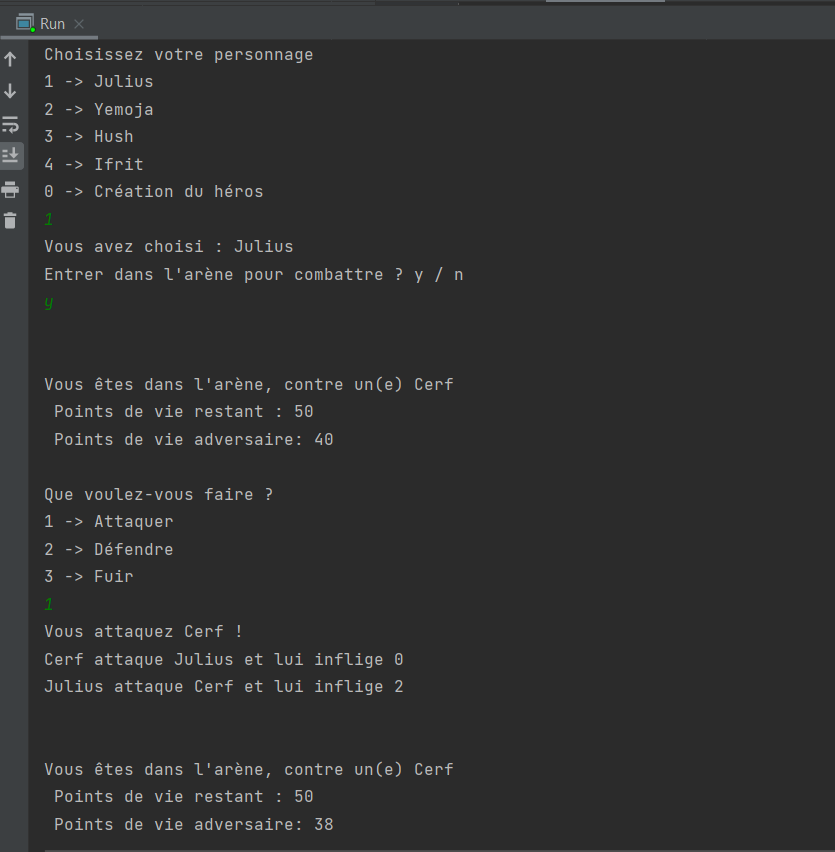 Run
Choisissez votre personnage
1 -> Julius
2 -> Yemoja
3 -> Hush
4 -> Ifrit
0 -> Création du héros
1
Vous avez choisi : Julius
Entrer dans l'arène pour combattre ? y / n
y
Vous êtes dans l'arène, contre un(e) Cerf
Points de vie restant : 50
Points de vie adversaire: 40
Que voulez-vous faire ?
1 -> Attaquer
2 -> Défendre
3 -> Fuir
1
Vous attaquez Cerf !
Cerf attaque Julius et lui inflige 0
Julius attaque Cerf et lui inflige 2
Vous êtes dans l'arène, contre un(e) Cerf
Points de vie restant : 50
Points de vie adversaire: 38